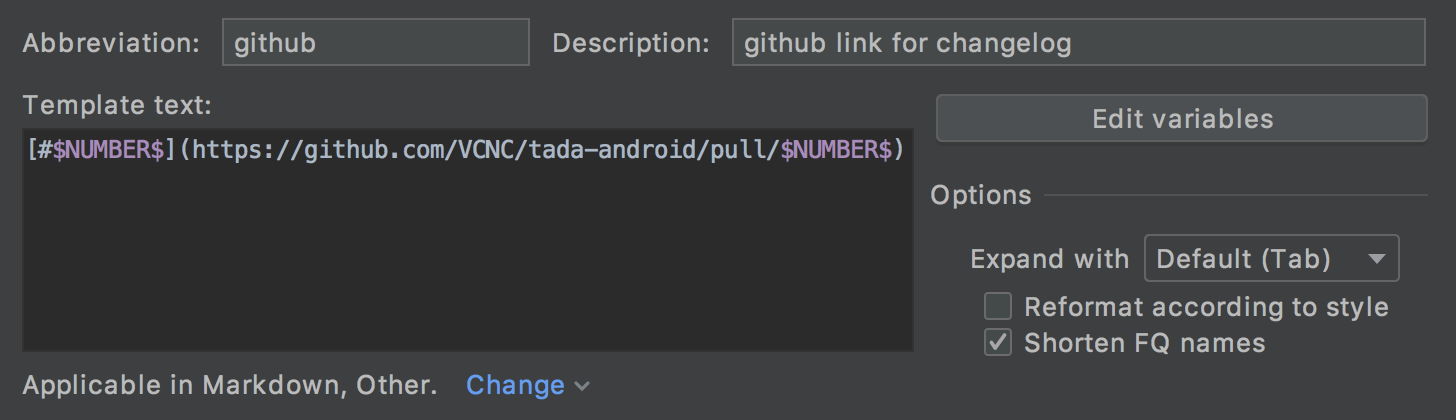 Abbreviation: github Description: github link for changelog
Template text:
Edit variables
[#$NUMBER$](https://github.com/VCNC/tada-android/pull/$NUMBER$)
Options
Expand with Default (Tab)
Reformat according to style
Shorten FQ names
Applicable in Markdown, Other. Change